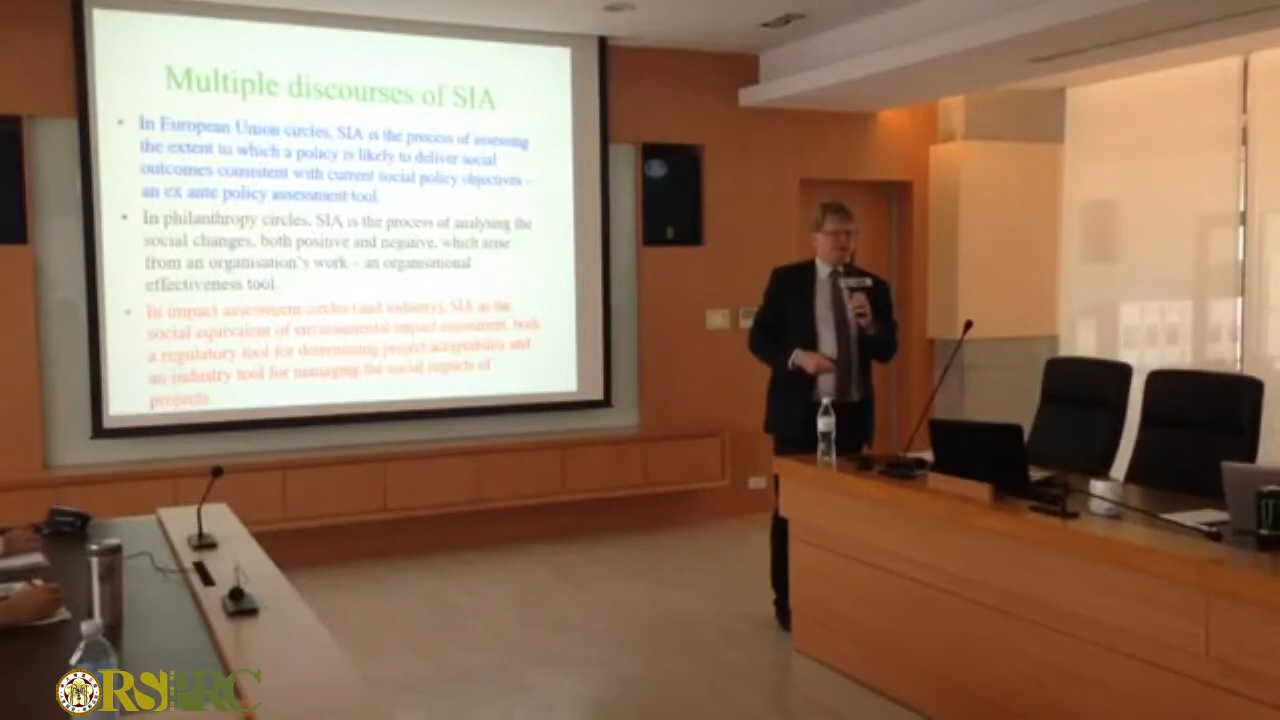 Multiple discourses of SIA
• In European Union circles, SIA is the process of assessing
the extent to which a policy is likely to deliver social
outcomes consistent with current social policy objectives –
an ex ante policy assessment tool.
• In philanthropy circles, SIA is the process of analysing the
social changes, both positive and negative, which arise
from an organisation's work – an organisational
effectiveness tool.
• In impact assessment circles (and industry), SIA as the
social equivalent of environmental impact assessment, both
a regulatory tool for determining project acceptability and
an industry tool for managing the social impacts of
projects.
RSPRC